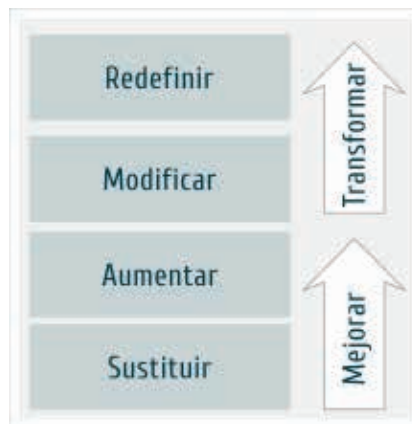 Redefinir
Modificar
Aumentar
Sustituir
Transformar
Mejorar